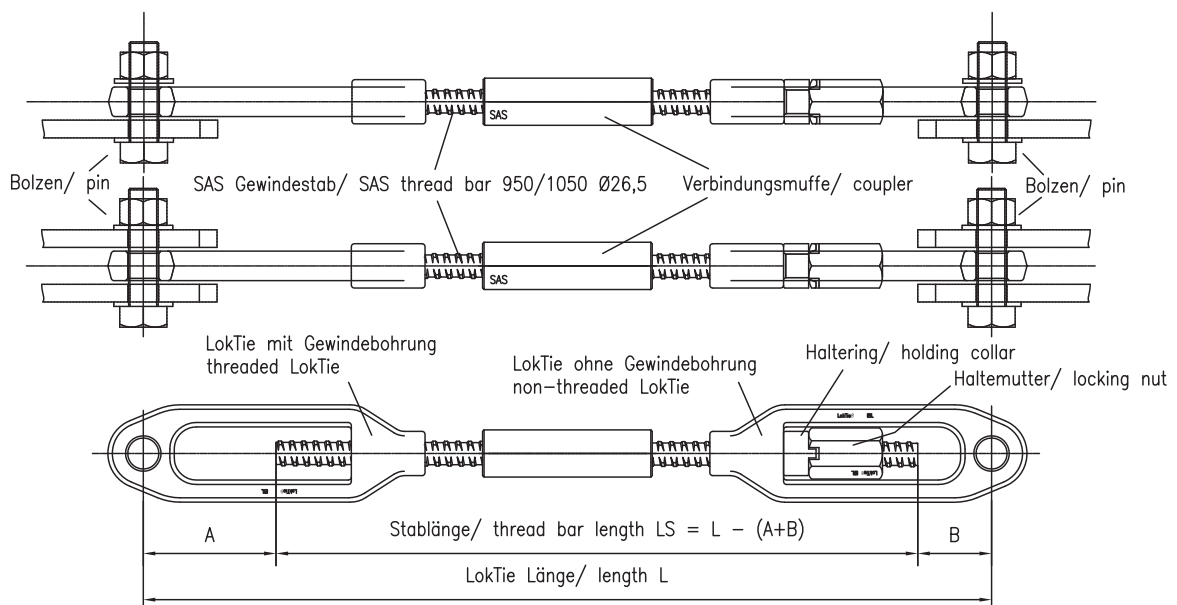 SAS
Bolzen/ pin
SAS Gewindestab/ SAS thread bar 950/1050 Ø26,5
Verbindungsmuffe/ coupler
Bolzen/ pin
SAS
LokTie mit Gewindebohrung
threaded LokTie
LokTie ohne Gewindebohrung
non-threaded LokTie
Haltering/ holding collar
Haltemutter/ locking nut
A
Stablänge/ thread bar length LS = L - (A+B)
B
LokTie Länge/ length L